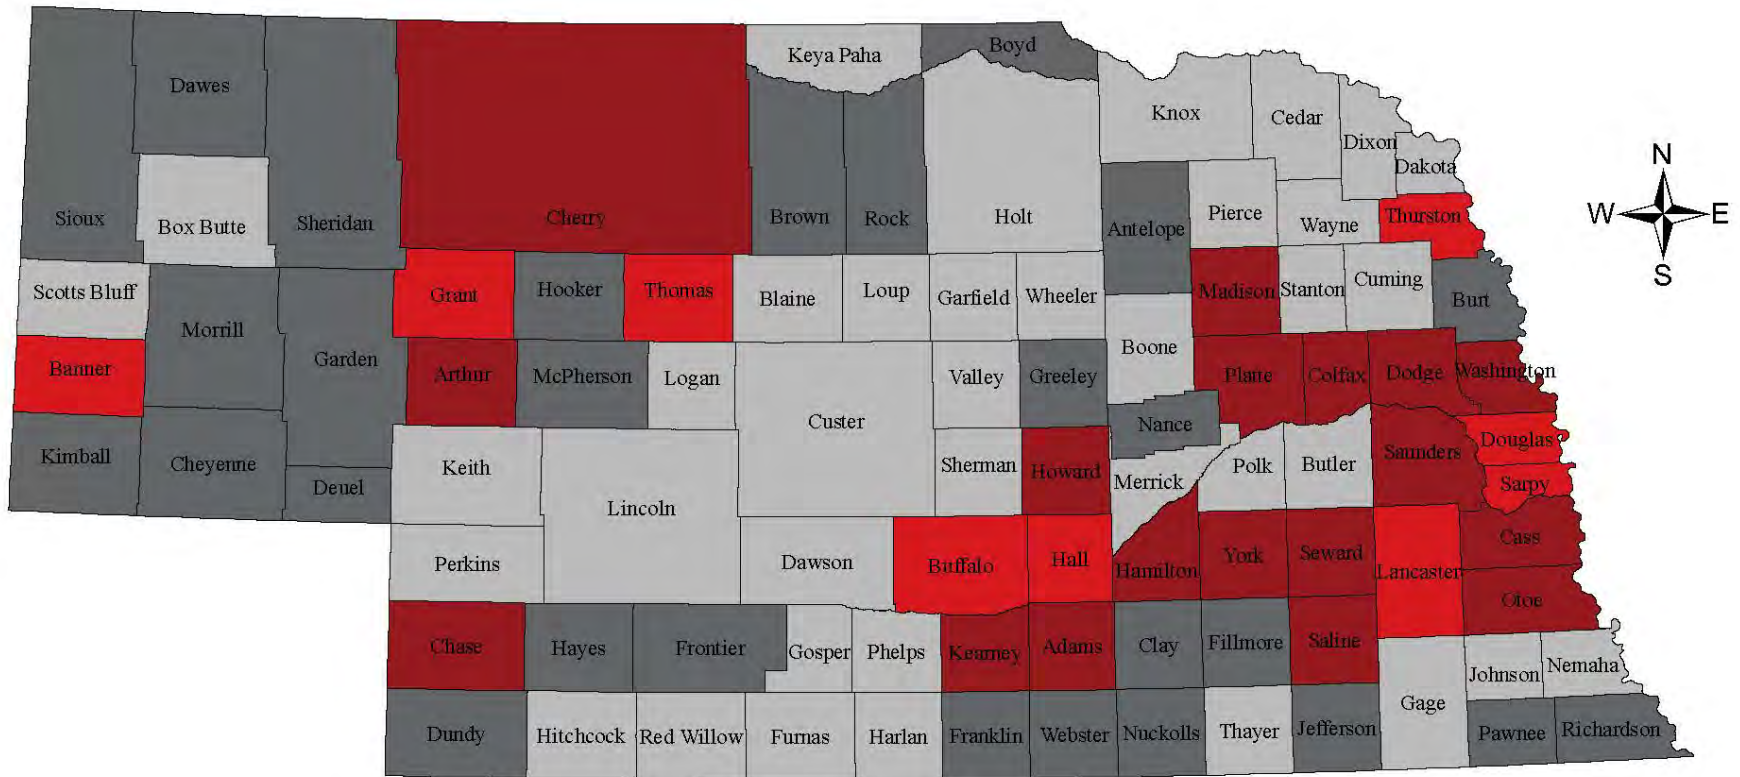 Keya Paha
Boyd
Dawes
Knox
Cedar
Dixon
Dakota
N
W
E
S
Sioux
Box Butte
Sheridan
Cherry
Brown
Rock
Holt
Antelope
Pierce
Wayne
Thurston
Scotts Bluff
Morrill
Grant
Hooker
Thomas
Blaine
Loup
Garfield
Wheeler
Madison
Stanton
Cuming
Burt
Banner
Garden
Arthur
McPherson
Logan
Custer
Valley
Greeley
Boone
Platte
Colfax
Dodge
Washington
Nance
Kimball
Cheyenne
Deuel
Keith
Lincoln
Sherman
Howard
Merrick
Polk
Butler
Saunders
Douglas
Sarpy
Perkins
Dawson
Buffalo
Hall
Hamilton
York
Seward
Lancaster
Cass
Otoe
Chase
Hayes
Frontier
Gosper
Phelps
Kearney
Adams
Clay
Fillmore
Saline
Gage
Johnson
Nemaha
Dundy
Hitchcock
Red Willow
Furnas
Harlan
Franklin
Webster
Nuckolls
Thayer
Jefferson
Pawnee
Richardson